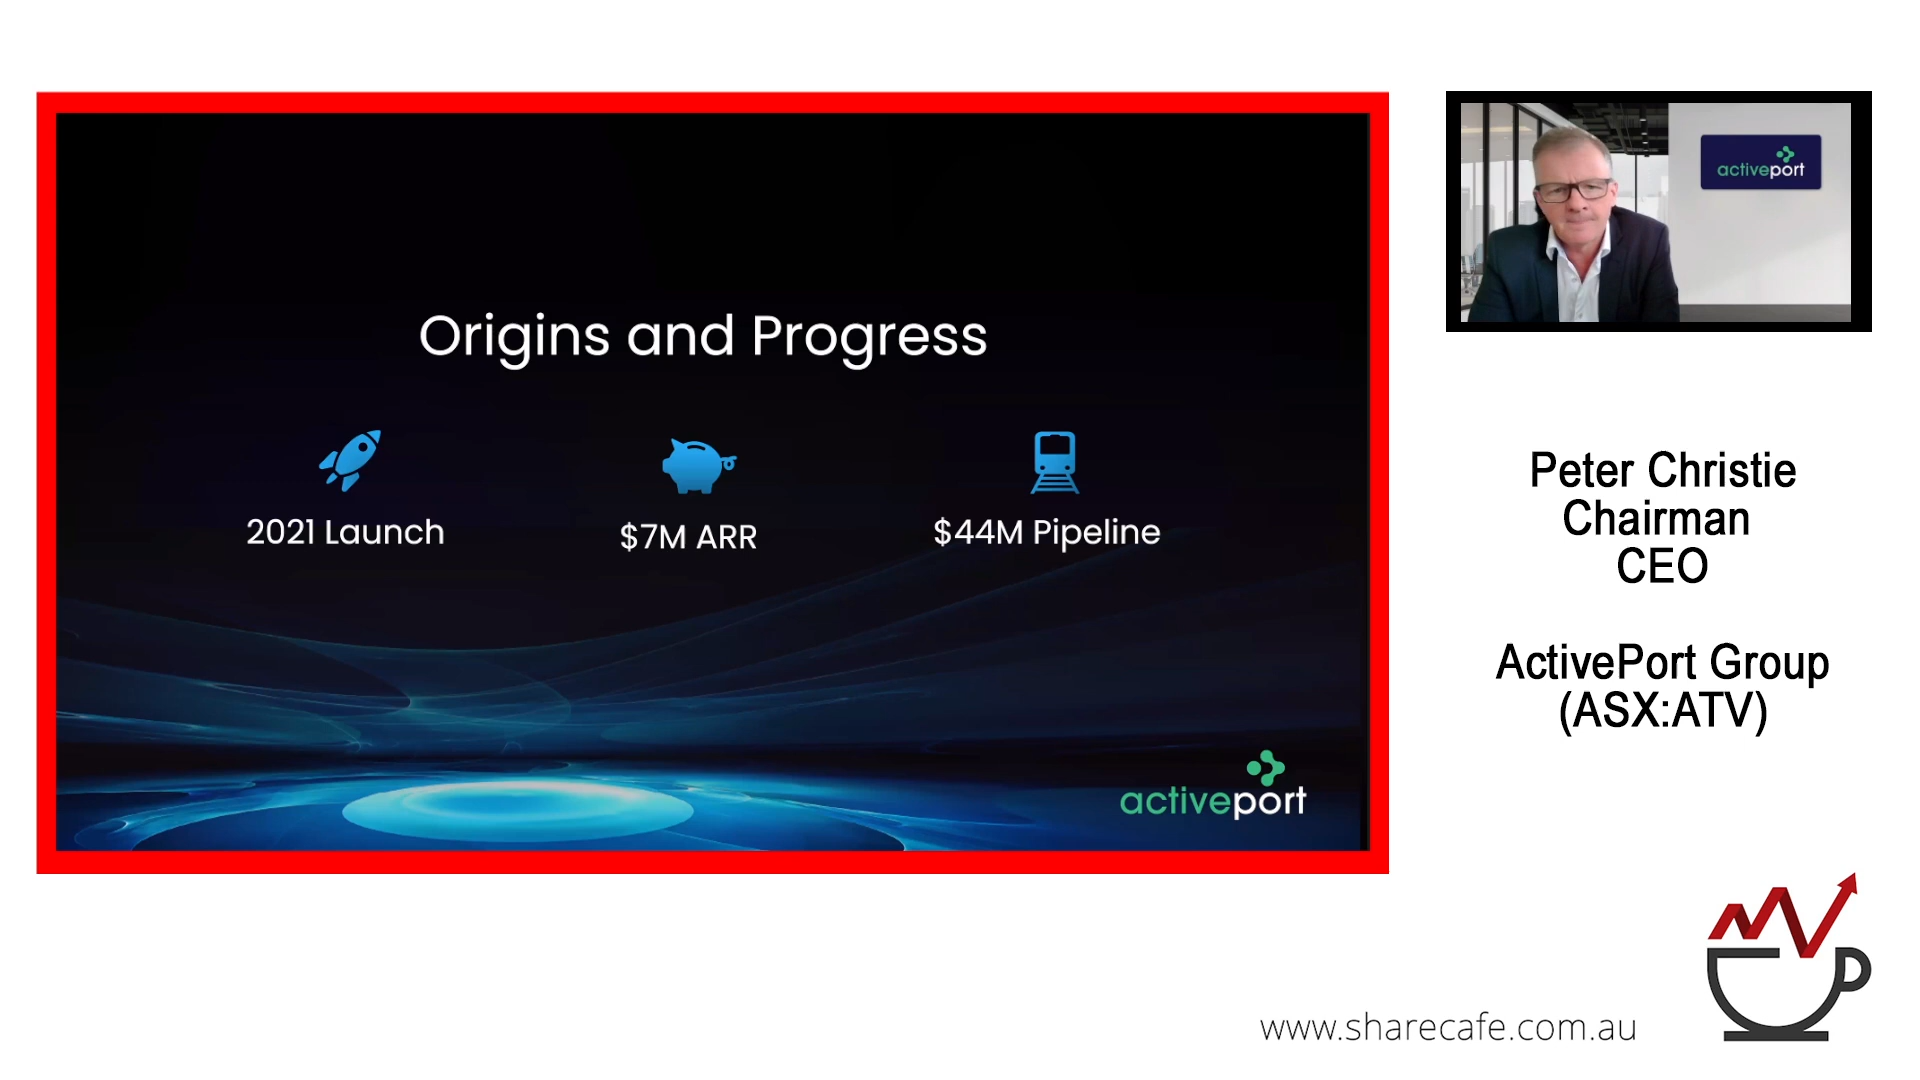 Origins and Progress
2021 Launch
$7M ARR
$44M Pipeline
activeport
activeport
Peter Christie
Chairman
CEO
ActivePort Group
(ASX:ATV)
www.sharecafe.com.au